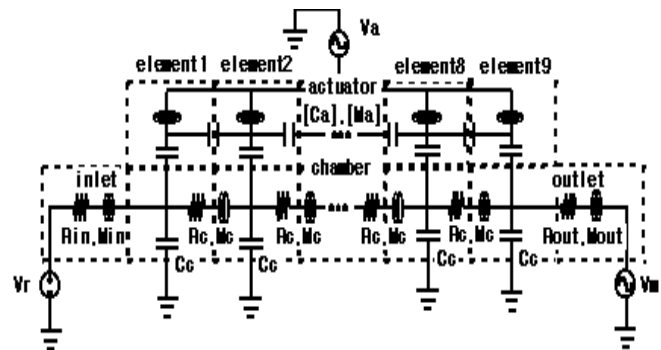 Va
element1 element2 element8 element9
actuator
[Ca],[Ma]
...
chamber
inlet outlet
...
Rin,Min Rc,Mc Rc,Mc Rc,Mc Rc,Mc Rout,Mout
Cc Cc Cc Cc
Vr Vm